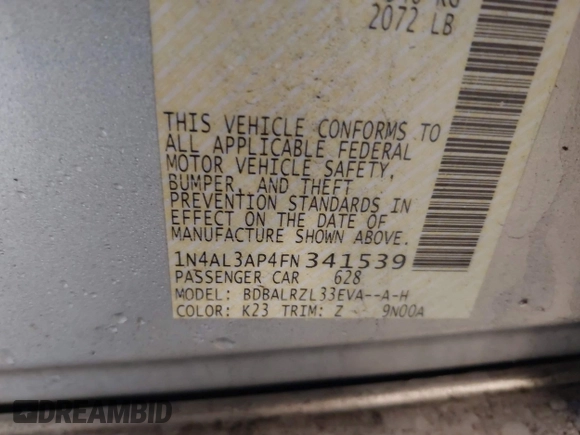 2072 LB
THIS VEHICLE CONFORMS TO
ALL APPLICABLE FEDERAL
MOTOR VEHICLE SAFETY,
BUMPER, AND THEFT
PREVENTION STANDARDS IN
EFFECT ON THE DATE OF
MANUFACTURE SHOWN ABOVE.
1N4AL3AP4FN341539
PASSENGER CAR 628
MODEL: BDBALRZL33EVA--A-H
COLOR: K23 TRIM: Z 9N00A
DREAMBID